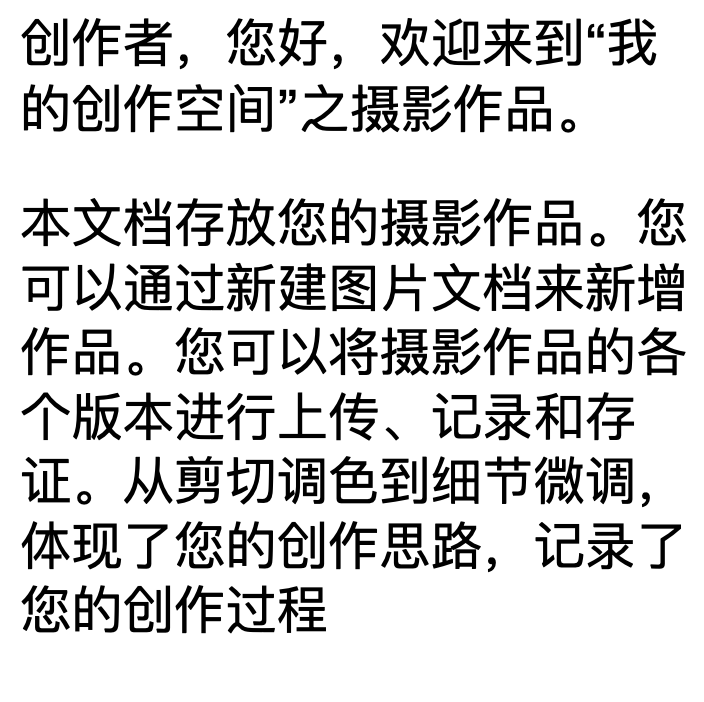 创作者，您好，欢迎来到“我
的创作空间”之摄影作品。
本文档存放您的摄影作品。您
可以通过新建图片文档来新增
作品。您可以将摄影作品的各
个版本进行上传、记录和存
证。从剪切调色到细节微调，
体现了您的创作思路，记录了
您的创作过程